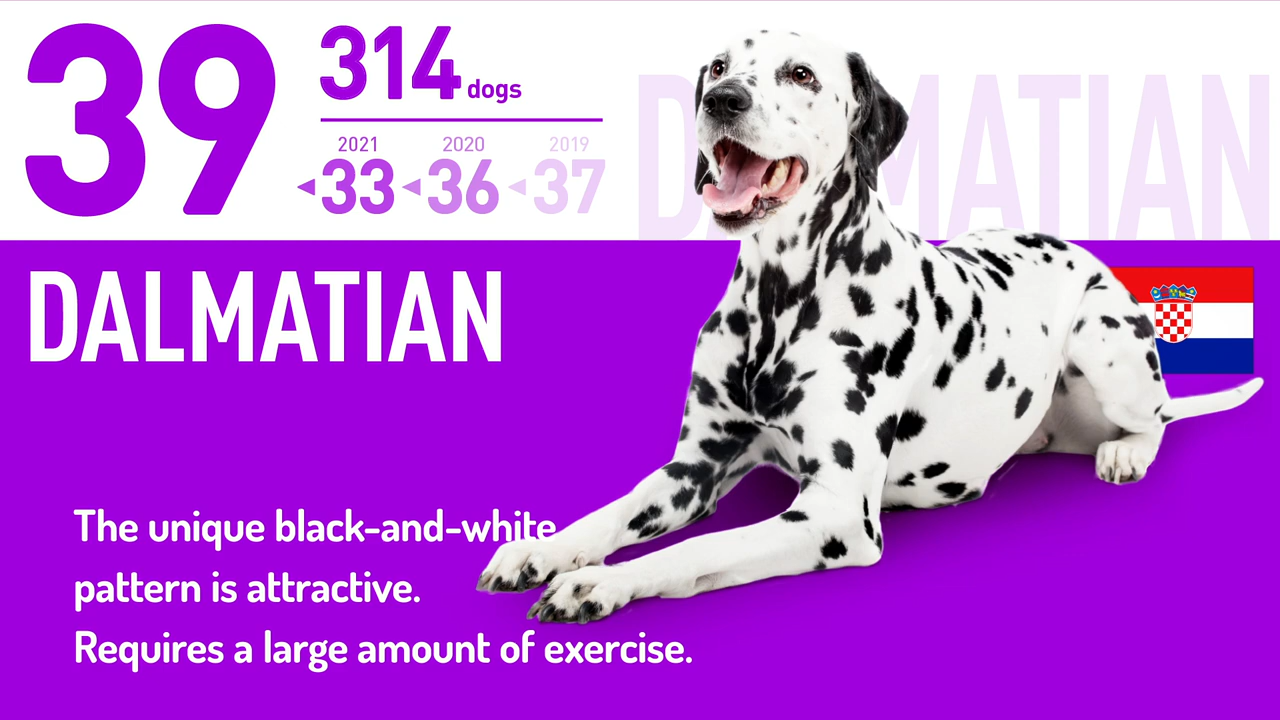 39
314 dogs
2021 2020 2019
◂33 ◂36 ◂37
DALMATIAN
DALMATIAN
The unique black-and-white
pattern is attractive.
Requires a large amount of exercise.